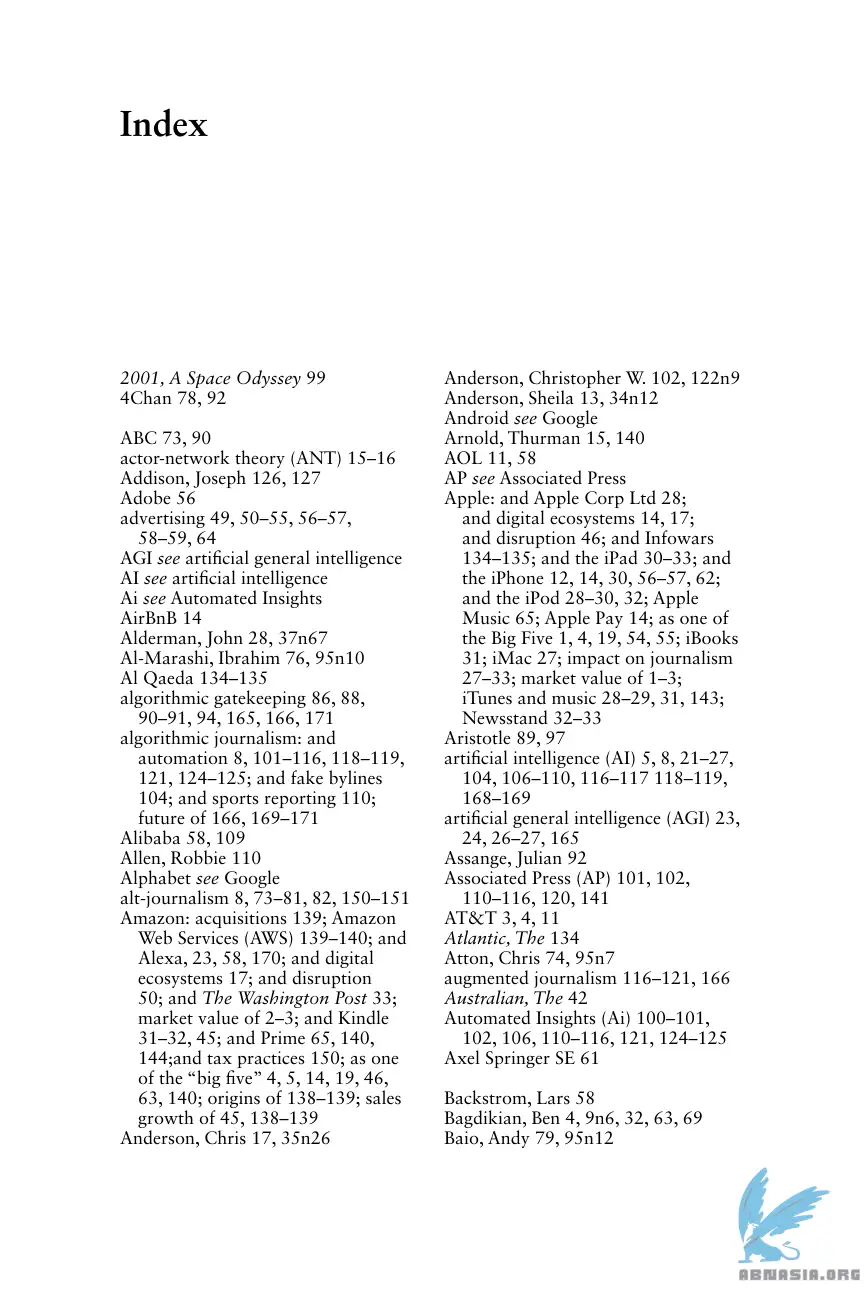 Index
2001, A Space Odyssey 99
4Chan 78, 92
ABC 73, 90
actor-network theory (ANT) 15–16
Addison, Joseph 126, 127
Adobe 56
advertising 49, 50–55, 56–57,
58–59, 64
AGI see artificial general intelligence
AI see artificial intelligence
Ai see Automated Insights
AirBnB 14
Alderman, John 28, 37n67
Al-Marashi, Ibrahim 76, 95n10
Al Qaeda 134–135
algorithmic gatekeeping 86, 88,
90–91, 94, 165, 166, 171
algorithmic journalism: and
automation 8, 101–116, 118–119,
121, 124–125; and fake bylines
104; and sports reporting 110;
future of 166, 169–171
Alibaba 58, 109
Allen, Robbie 110
Alphabet see Google
alt-journalism 8, 73–81, 82, 150–151
Amazon: acquisitions 139; Amazon
Web Services (AWS) 139–140; and
Alexa, 23, 58, 170; and digital
ecosystems 17; and disruption
50; and The Washington Post 33;
market value of 2–3; and Kindle
31–32, 45; and Prime 65, 140,
144;and tax practices 150; as one
of the “big five” 4, 5, 14, 19, 46,
63, 140; origins of 138–139; sales
growth of 45, 138–139
Anderson, Chris 17, 35n26
Anderson, Christopher W. 102, 122n9
Anderson, Sheila 13, 34n12
Android see Google
Arnold, Thurman 15, 140
AOL 11, 58
AP see Associated Press
Apple: and Apple Corp Ltd 28;
and digital ecosystems 14, 17;
and disruption 46; and Infowars
134–135; and the iPad 30–33; and
the iPhone 12, 14, 30, 56–57, 62;
and the iPod 28–30, 32; Apple
Music 65; Apple Pay 14; as one of
the Big Five 1, 4, 19, 54, 55; iBooks
31; iMac 27; impact on journalism
27–33; market value of 1–3;
iTunes and music 28–29, 31, 143;
Newsstand 32–33
Aristotle 89, 97
artificial intelligence (AI) 5, 8, 21–27,
104, 106–110, 116–117 118–119,
168–169
artificial general intelligence (AGI) 23,
24, 26–27, 165
Assange, Julian 92
Associated Press (AP) 101, 102,
110–116, 120, 141
AT&T 3, 4, 11
Atlantic, The 134
Atton, Chris 74, 95n7
augmented journalism 116–121, 166
Australian, The 42
Automated Insights (Ai) 100–101,
102, 106, 110–116, 121, 124–125
Axel Springer SE 61
Backstrom, Lars 58
Bagdikian, Ben 4, 9n6, 32, 63, 69
Baio, Andy 79, 95n12
ABNASIA.ORG